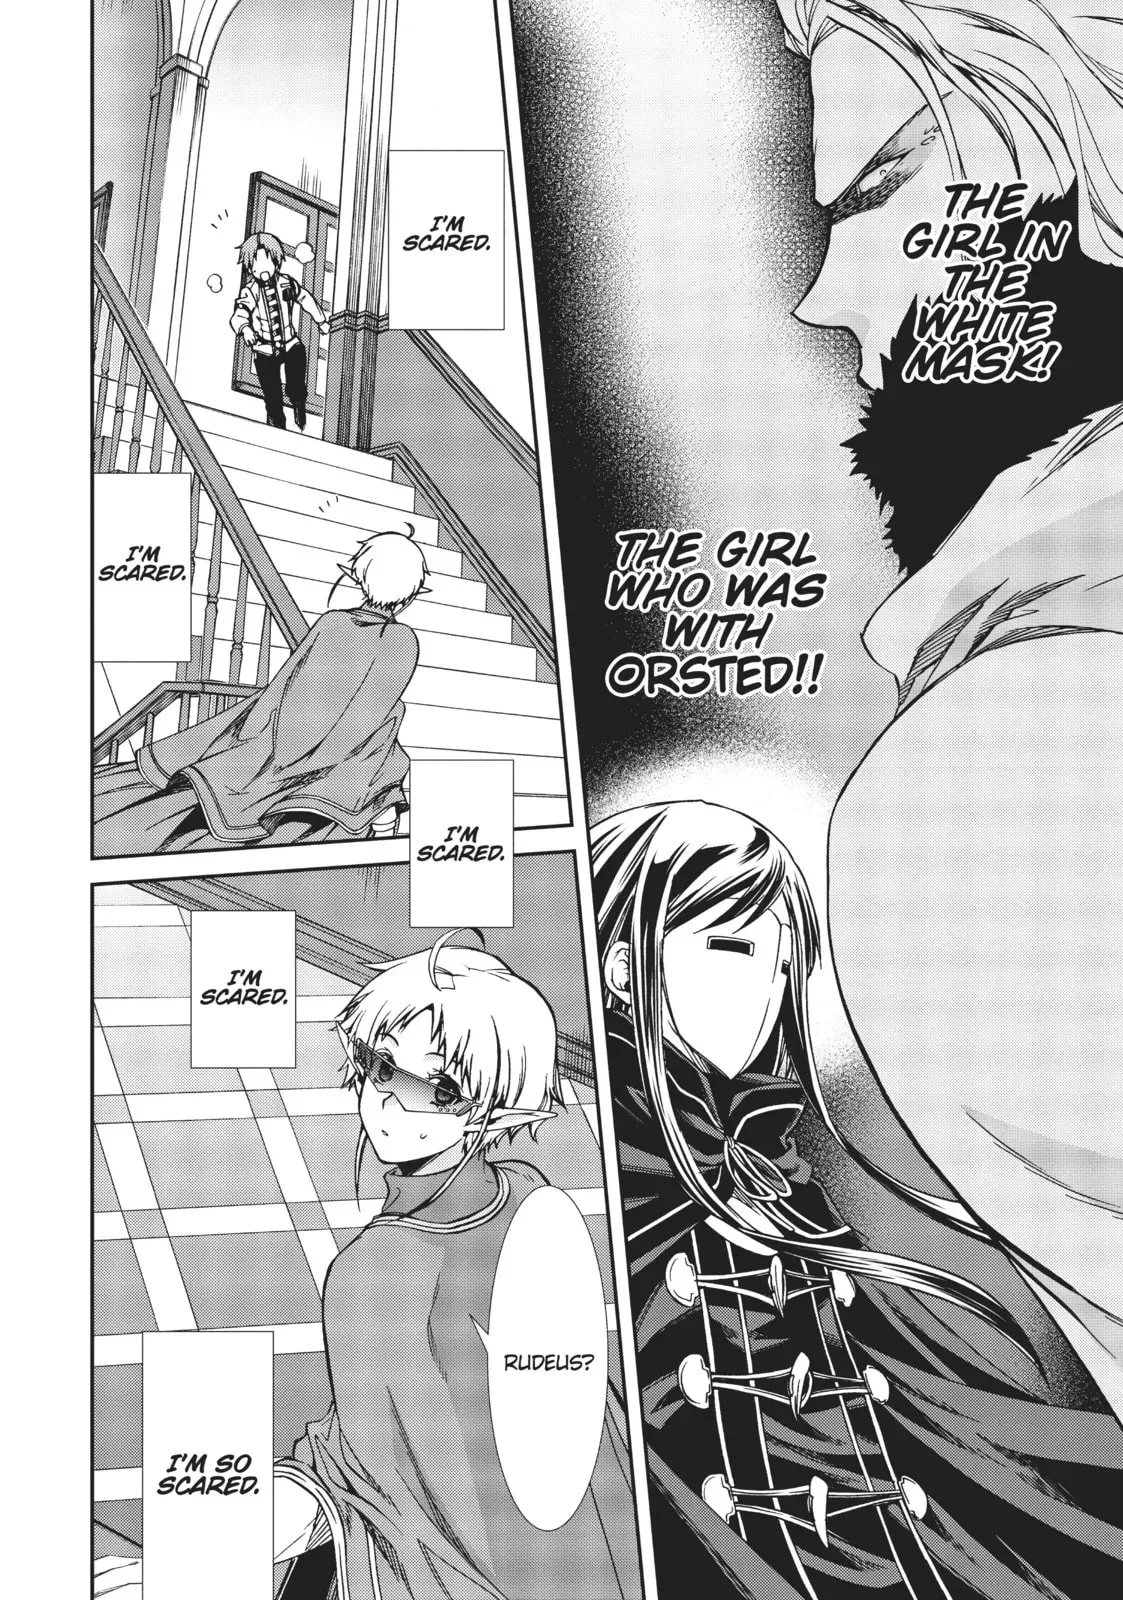 THE
GIRL IN
THE
WHITE
MASK!
THE GIRL
WHO WAS
WITH
ORSTED!!
I'M
SCARED.
I'M
SCARED.
I'M
SCARED.
I'M
SCARED.
RUDEUS?
I'M SO
SCARED.